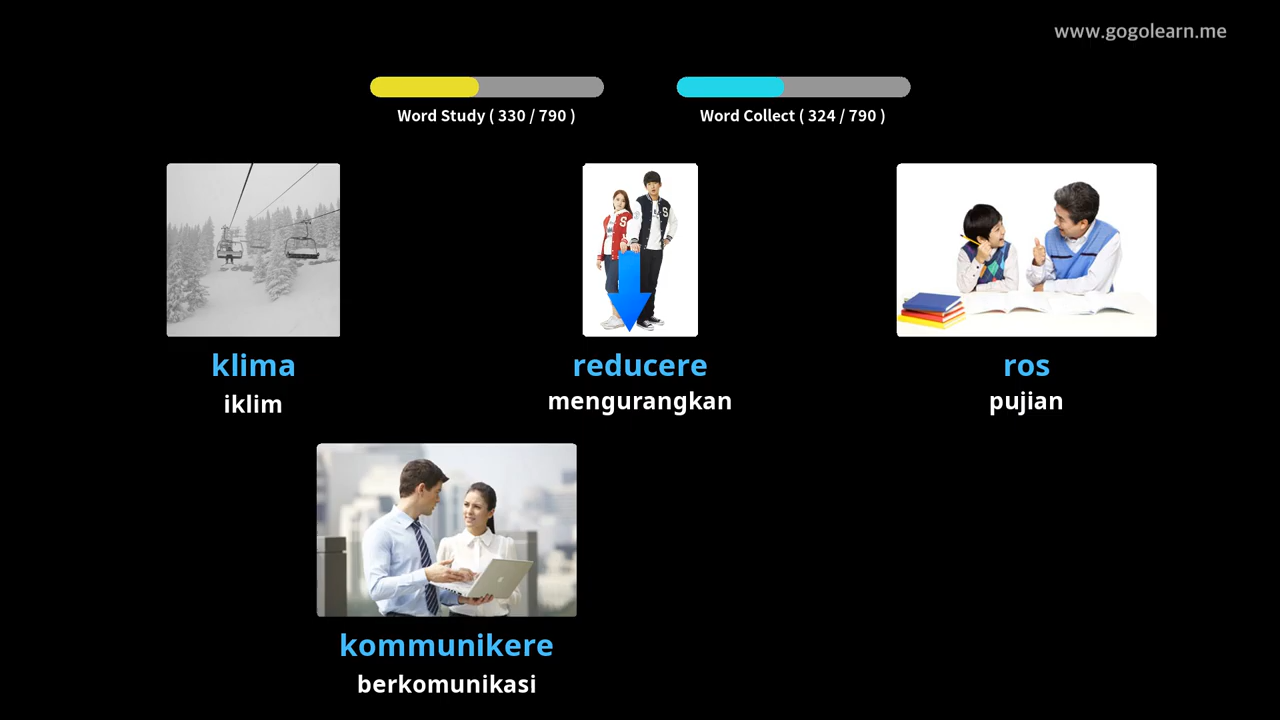 www.gogolearn.me
Word Study ( 330 / 790 )
Word Collect ( 324 / 790 )
klima
iklim
reducere
mengurangkan
ros
pujian
kommunikere
berkomunikasi